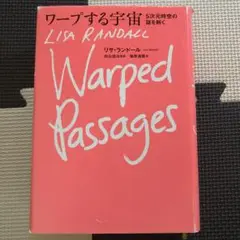 ワープする宇宙
5次元時空の
謎を解く
LISA RANDALL
リサ・ランドール
Warped
Passages